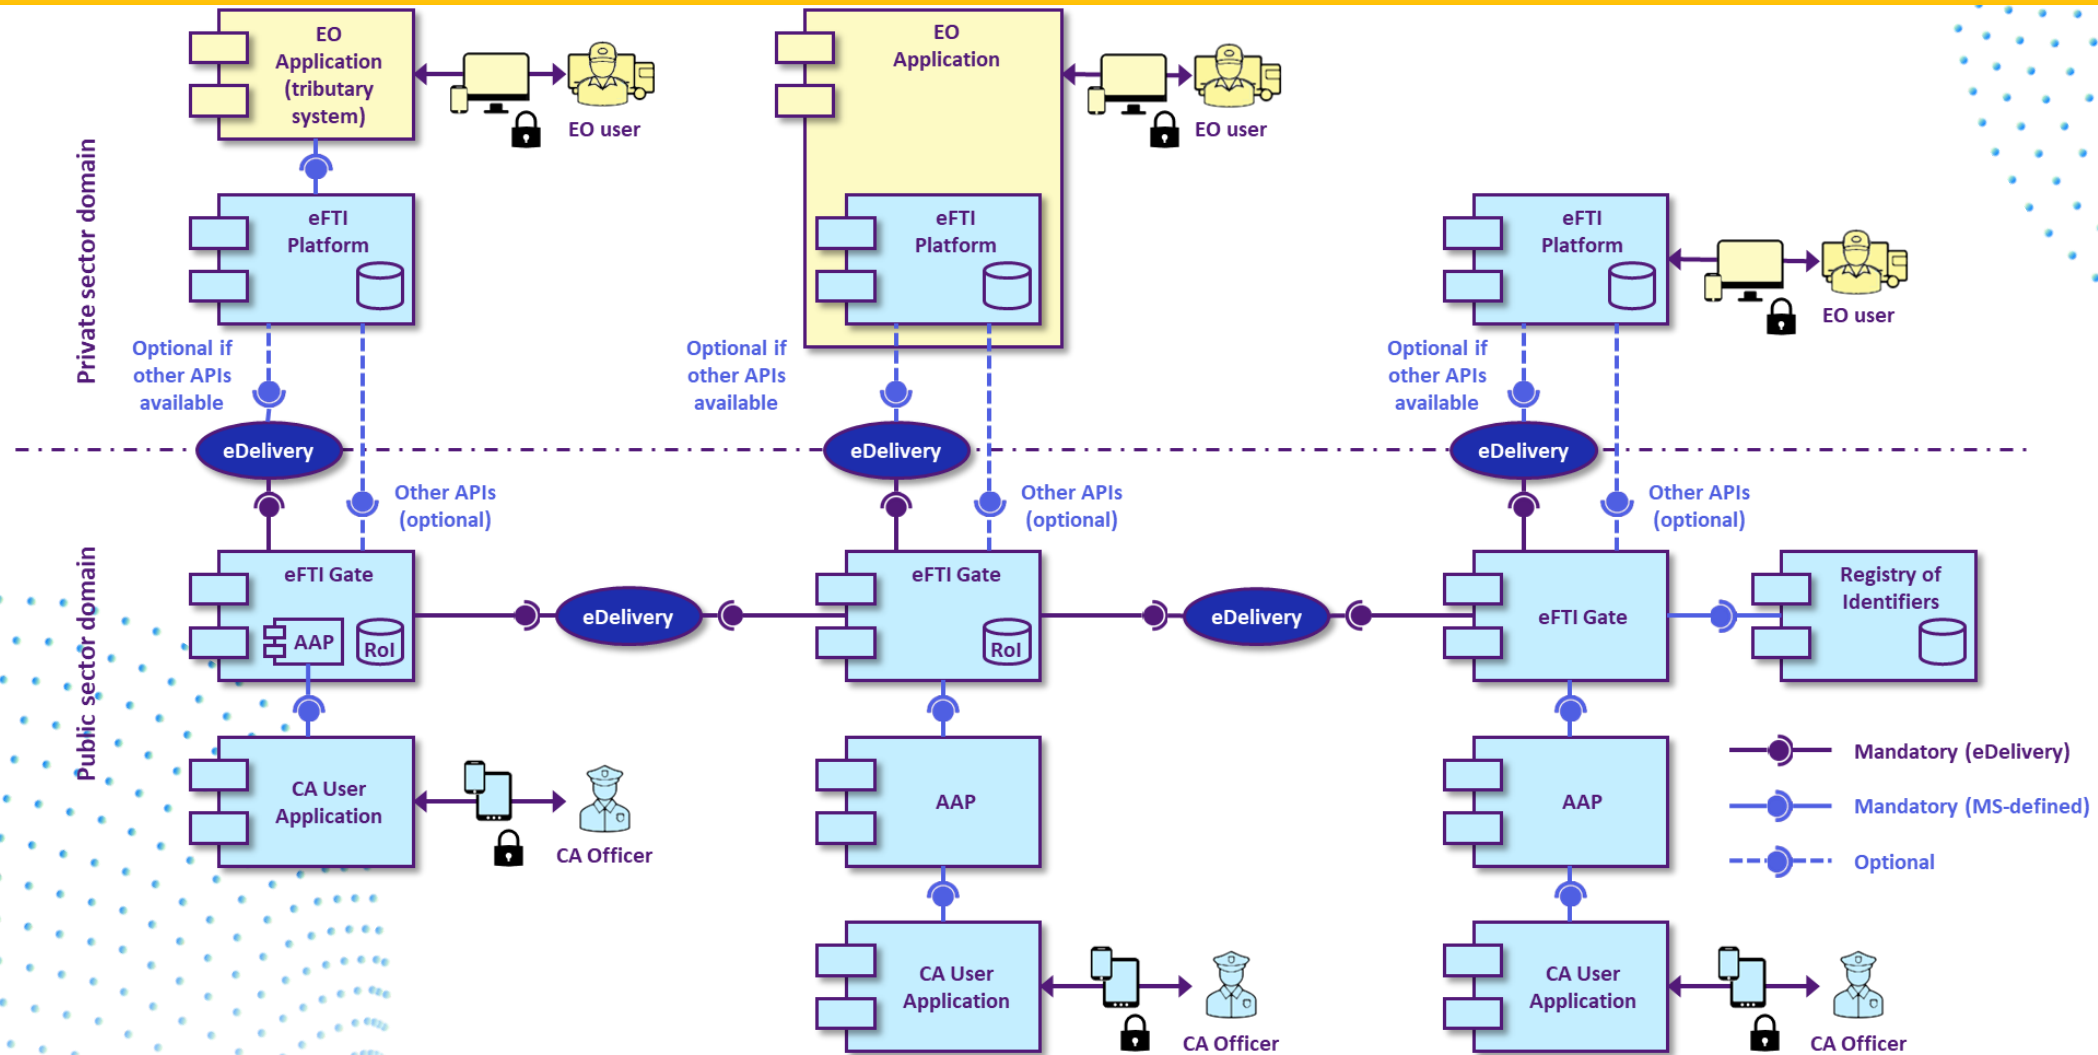 EO
Application
(tributary
system)
EO user
EO
Application
EO user
Private sector domain
eFTI
Platform
eFTI
Platform
eFTI
Platform
EO user
Optional if
other APIs
available
Optional if
other APIs
available
Optional if
other APIs
available
eDelivery
eDelivery
eDelivery
Other APIs
(optional)
Other APIs
(optional)
Other APIs
(optional)
Public sector domain
eFTI Gate
AAP
RoI
eDelivery
eFTI Gate
RoI
eDelivery
eFTI Gate
Registry of
Identifiers
CA User
Application
CA Officer
AAP
AAP
Mandatory (eDelivery)
Mandatory (MS-defined)
Optional
CA User
Application
CA Officer
CA User
Application
CA Officer